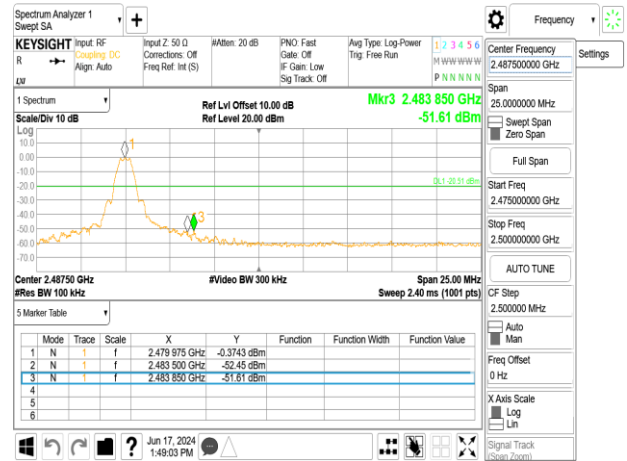 Spectrum Analyzer 1
Swept SA
Frequency
KEYSIGHT
R
Input: RF
Coupling: DC
Align: Auto
Input Z: 50 Ω
Corrections: Off
Freq Ref: Int (S)
#Atten: 20 dB
PNO: Fast
Gate: Off
IF Gain: Low
Sig Track: Off
Avg Type: Log-Power
Trig: Free Run
1 2 3 4 5 6
M W W W W W
P N N N N N
Center Frequency
2.487500000 GHz
Settings
Span
25.0000000 MHz
Swept Span
Zero Span
Full Span
Start Freq
2.475000000 GHz
Stop Freq
2.500000000 GHz
AUTO TUNE
CF Step
2.500000 MHz
Auto
Man
Freq Offset
0 Hz
X Axis Scale
Log
Lin
Signal Track
(Span Zoom)
1 Spectrum
Scale/Div 10 dB
Ref Lvl Offset 10.00 dB
Ref Level 20.00 dBm
Mkr3 2.483 850 GHz
-51.61 dBm
Log
10.0
0.00
-10.0
-20.0
-30.0
-40.0
-50.0
-60.0
-70.0
1
3
DL1 -20.51 dBm
Center 2.48750 GHz
#Res BW 100 kHz
#Video BW 300 kHz
Span 25.00 MHz
Sweep 2.40 ms (1001 pts)
5 Marker Table
Mode Trace Scale X Y Function Function Width Function Value
1 N 1 f 2.479 975 GHz -0.3743 dBm
2 N 1 f 2.483 500 GHz -52.45 dBm
3 N 1 f 2.483 850 GHz -51.61 dBm
4
5
6
?
Jun 17, 2024
1:49:03 PM